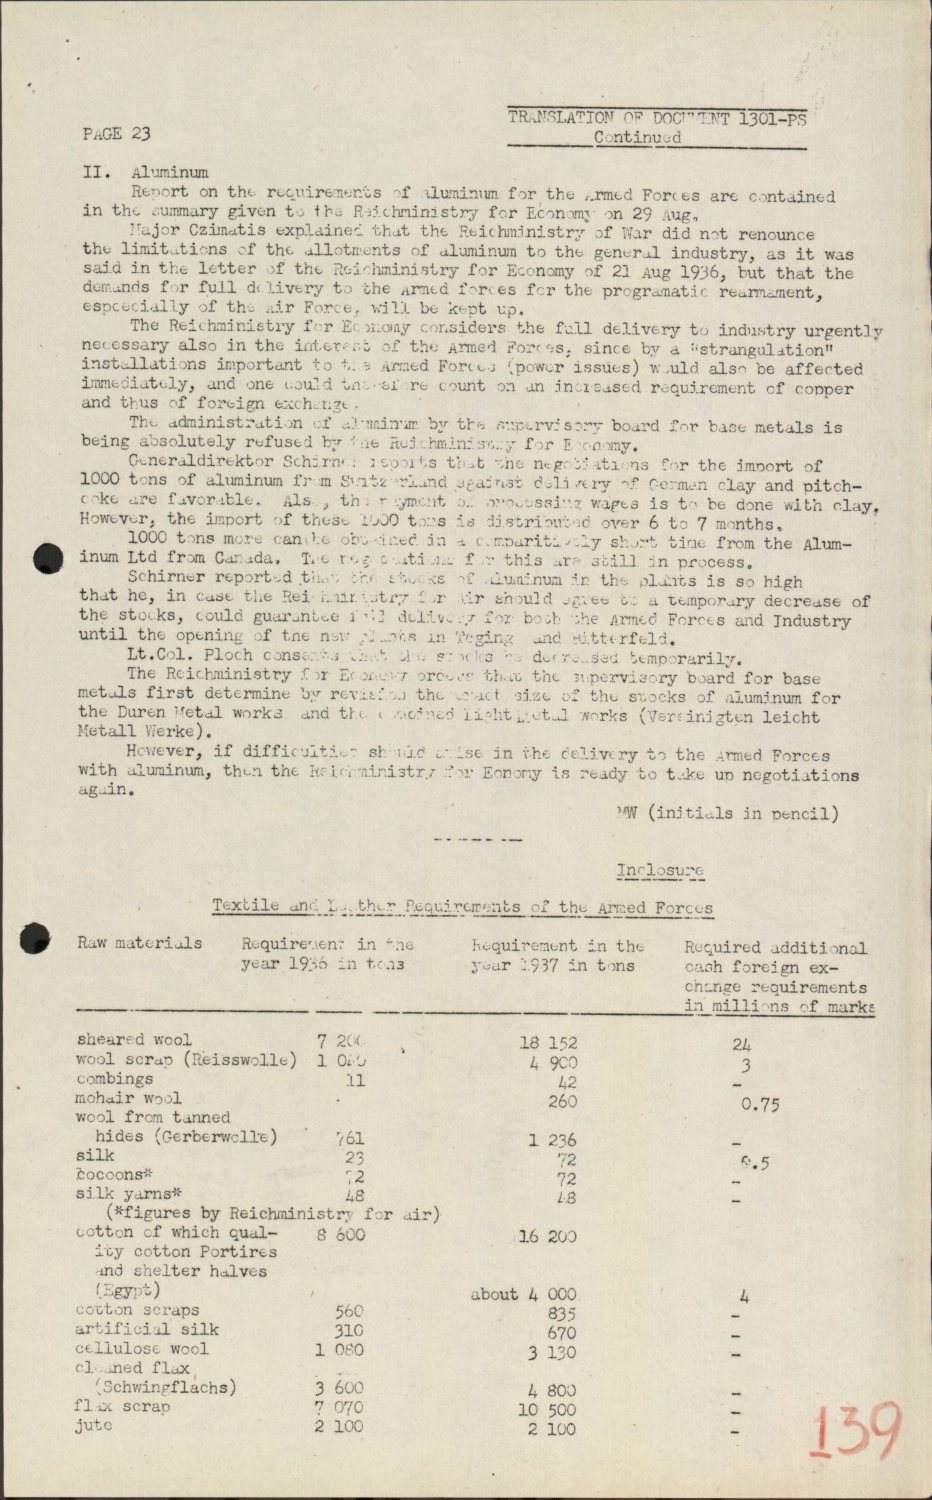 PAGE 23
TRANSLATION OF DOCUMENT 1301-PS
Continued
II. Aluminum
Report on the requirements of aluminum for the Armed Forces are contained
in the summary given to the Reichministry for Economy on 29 Aug.
Major Czimatis explained that the Reichministry of War did not renounce
the limitations of the allotments of aluminum to the general industry, as it was
said in the letter of the Reichministry for Economy of 21 Aug 1936, but that the
demands for full delivery to the Armed forces for the programatic rearmament,
espcecially of the Air Force, will be kept up.
The Reichministry for Economy considers the full delivery to industry urgently
necessary also in the interest of the Armed Forces, since by a "strangulation"
installations important to the Armed Forces (power issues) would also be affected
immediately, and one could therefore count on an increased requirement of copper
and thus of foreign exchange.
The administration of aluminum by the supervisory board for base metals is
being absolutely refused by the Reichministry for Economy.
Generaldirektor Schirner reports that the negotiations for the import of
1000 tons of aluminum from Switzerland against delivery of German clay and pitch-
coke are favorable. Also, the payment of processing wages is to be done with clay.
However, the import of these 1000 tons is distributed over 6 to 7 months.
1000 tons more can be obtained in a comparitively short time from the Alum-
inum Ltd from Canada. The negotiations for this are still in process.
Schirner reported that the stocks of aluminum in the plants is so high
that he, in case the Reichministry for Air should agree to a temporary decrease of
the stocks, could guarantee full delivery for both the Armed Forces and Industry
until the opening of the new plants in Toging and Bitterfeld.
Lt.Col. Ploch consents that the stocks be decreased temporarily.
The Reichministry for Economy orders that the supervisory board for base
metals first determine by revision the exact size of the stocks of aluminum for
the Duren Metal works and the combined Light Metal works (Vereinigten leicht
Metall Werke).
However, if difficulties should arise in the delivery to the Armed Forces
with aluminum, then the Reichministry for Eonomy is ready to take up negotiations
again.
MW (initials in pencil)
Inclosure
Textile and Leather Requirements of the Armed Forces
Raw materials Requirement in the Requirement in the Required additional
year 1936 in tons year 1937 in tons cash foreign ex-
change requirements
in millions of marks
sheared wool 7 200 18 152 24
wool scrap (Reisswolle) 1 4 900 3
combings 11 42 -
mohair wool 260 0.75
wool from tanned
hides (Gerberwolle) 761 1 236 -
silk 23 72 .5
cocoons* 72 72 -
silk yarns* 48 48 -
(*figures by Reichministry for air)
cotton of which qual- 8 600 16 200
ity cotton Portires
and shelter halves
(Egypt) about 4 000 4
cotton scraps 560 835 -
artificial silk 310 670 -
cellulose wool 1 080 3 130 -
cleaned flax
(Schwingflachs) 3 600 4 800 -
flax scrap 7 070 10 500 -
jute 2 100 2 100 -
139